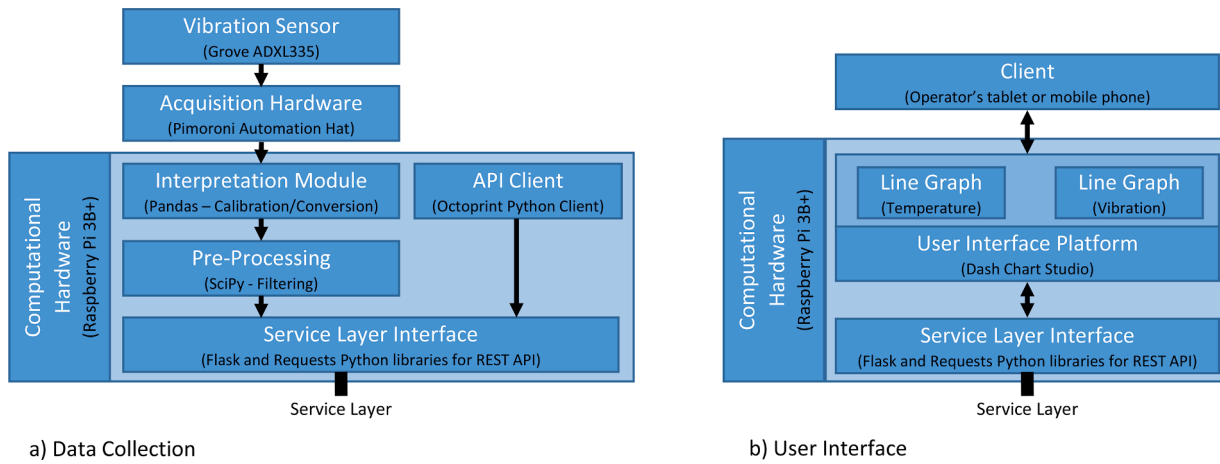 Vibration Sensor
(Grove ADXL335)
Acquisition Hardware
(Pimoroni Automation Hat)
Computational
Hardware
(Raspberry Pi 3B+)
Interpretation Module
(Pandas – Calibration/Conversion)
API Client
(Octoprint Python Client)
Pre-Processing
(SciPy - Filtering)
Service Layer Interface
(Flask and Requests Python libraries for REST API)
Service Layer
a) Data Collection
Client
(Operator’s tablet or mobile phone)
Computational
Hardware
(Raspberry Pi 3B+)
Line Graph
(Temperature)
Line Graph
(Vibration)
User Interface Platform
(Dash Chart Studio)
Service Layer Interface
(Flask and Requests Python libraries for REST API)
Service Layer
b) User Interface